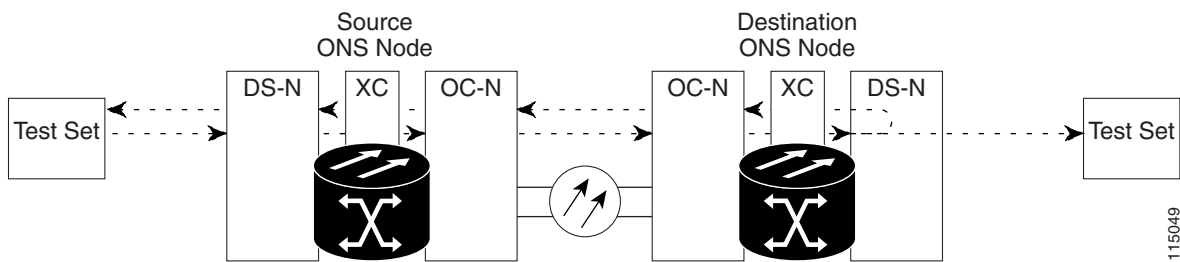 Source
ONS Node
Destination
ONS Node
DS-N
XC
OC-N
OC-N
XC
DS-N
Test Set
Test Set
115049